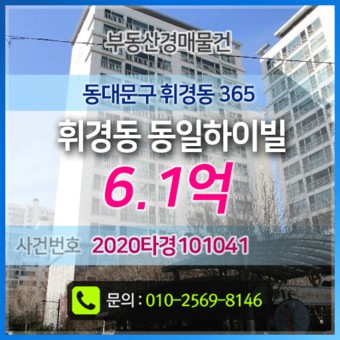 부동산경매물건
동대문구 휘경동 365
휘경동 동일하이빌
6.1억
사건번호 2020타경101041
문의 : 010-2569-8146